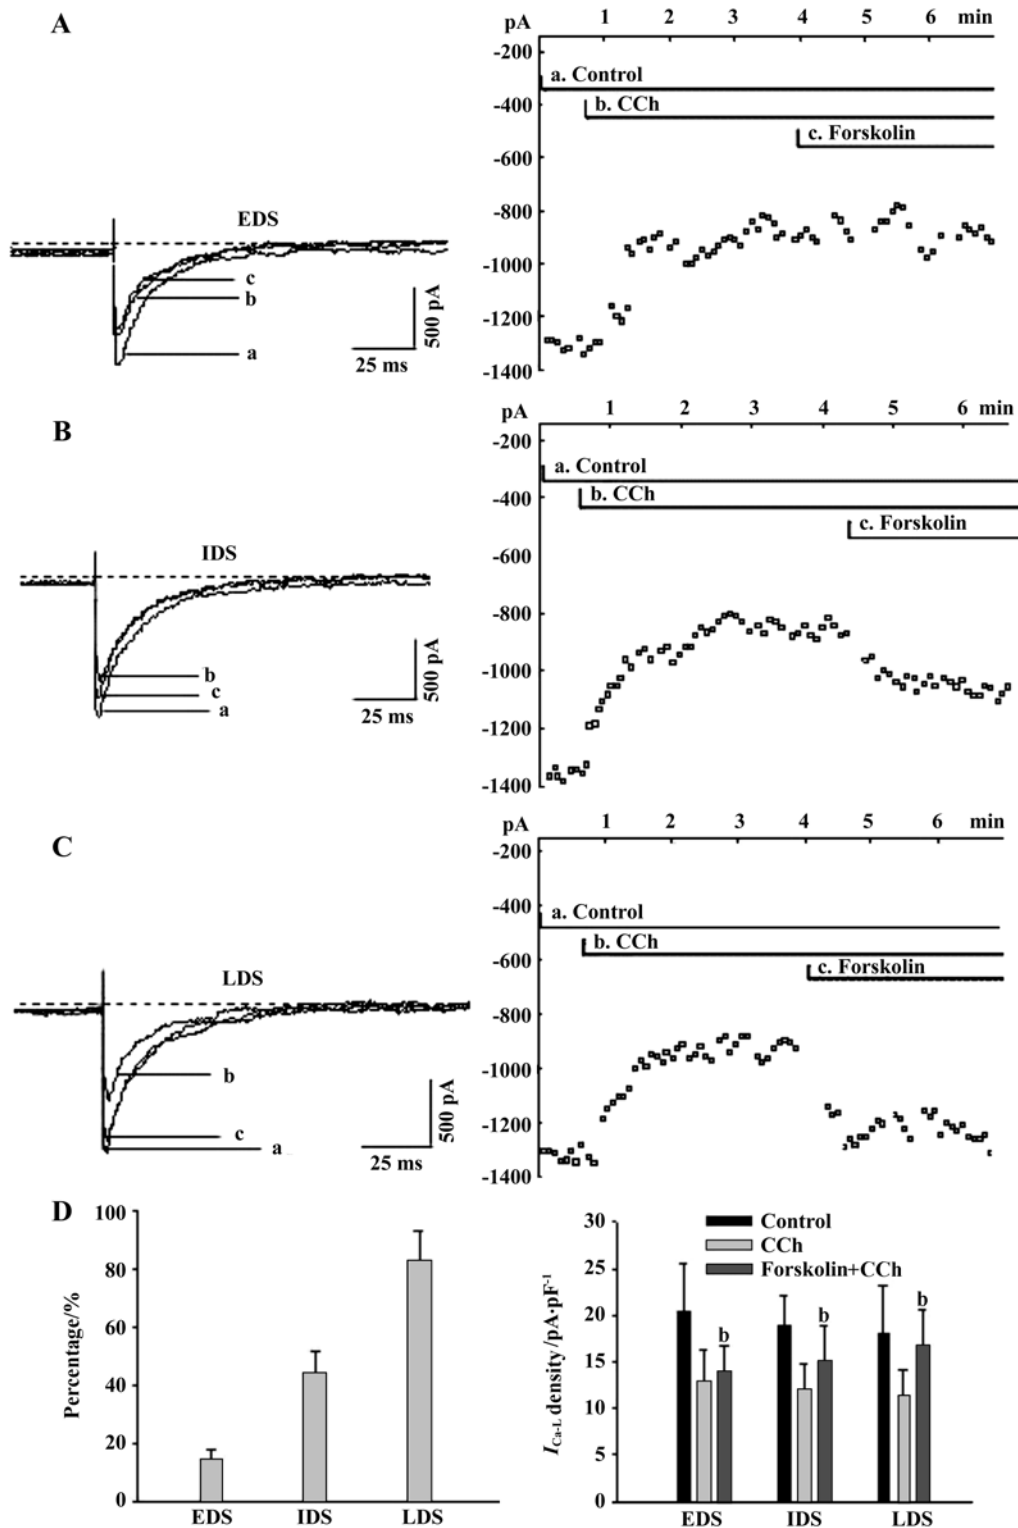 A
EDS
c
b
a
500 pA
25 ms
pA 1 2 3 4 5 6 min
-200
-400
-600
-800
-1000
-1200
-1400
a. Control
b. CCh
c. Forskolin
B
IDS
b
c
a
500 pA
25 ms
pA 1 2 3 4 5 6 min
-200
-400
-600
-800
-1000
-1200
-1400
a. Control
b. CCh
c. Forskolin
C
LDS
b
c
a
500 pA
25 ms
pA 1 2 3 4 5 6 min
-200
-400
-600
-800
-1000
-1200
-1400
a. Control
b. CCh
c. Forskolin
D
Percentage/%
100
80
60
40
20
0
EDS IDS LDS
I Ca-L density /pA·pF-1
30
25
20
15
10
5
0
Control
CCh
Forskolin+CCh
b b b
EDS IDS LDS